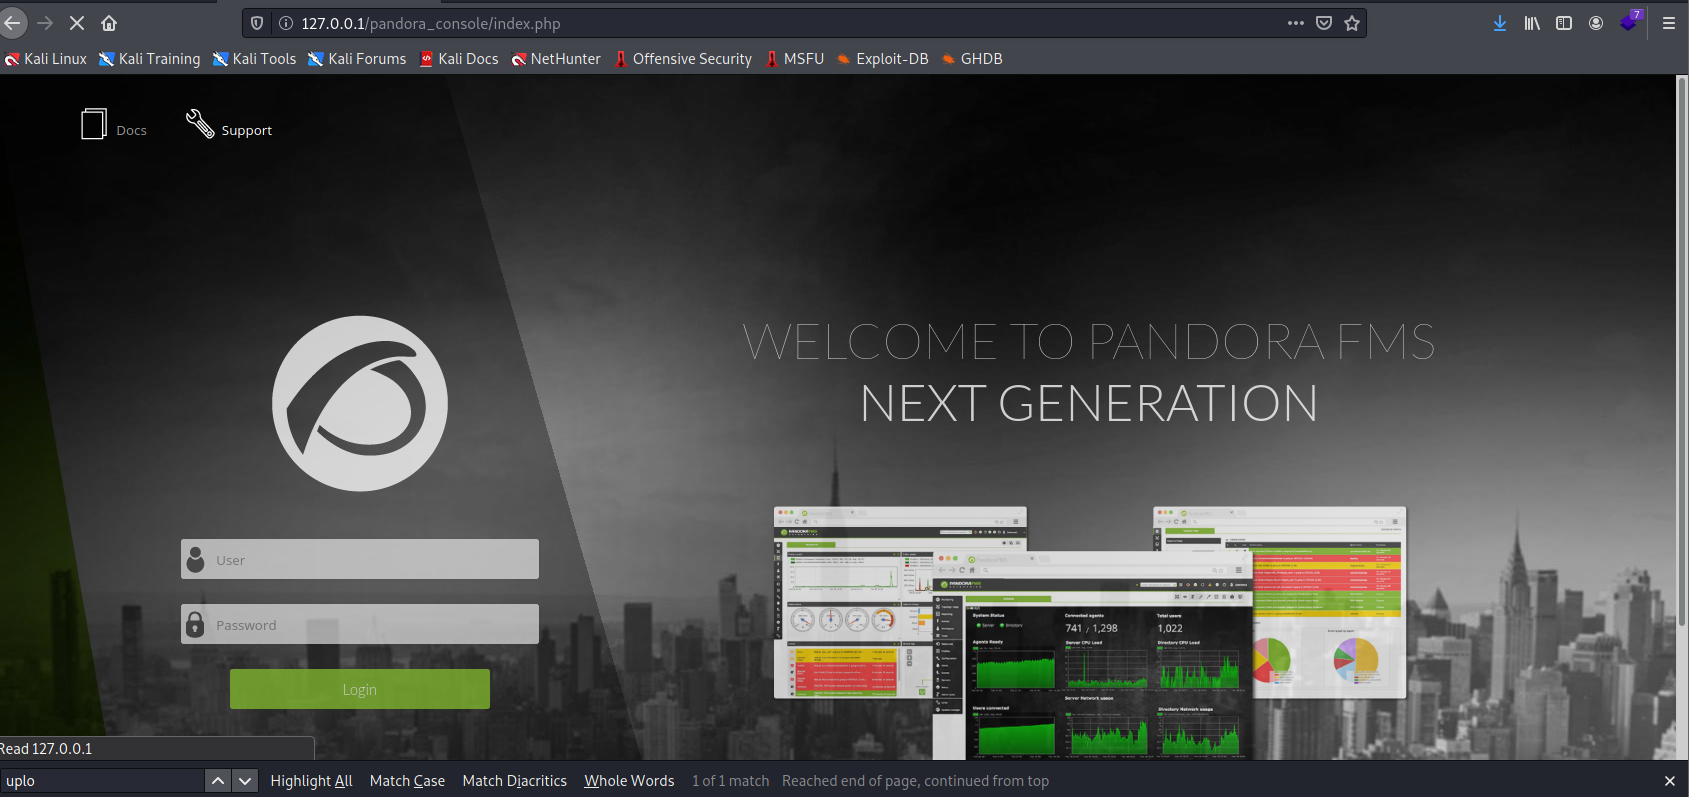 127.0.0.1/pandora_console/index.php
7
Kali Linux Kali Training Kali Tools Kali Forums Kali Docs NetHunter Offensive Security MSFU Exploit-DB GHDB
Docs Support
WELCOME TO PANDORA FMS
NEXT GENERATION
User
Password
Login
System Status Connected agents Total users
Server Directory 741 / 1,298 1,022
Agents Ready Server CPU Load Directory CPU Load
Server Network usage
Users connected Directory Network usage
Read 127.0.0.1
uplo Highlight All Match Case Match Diacritics Whole Words 1 of 1 match Reached end of page, continued from top